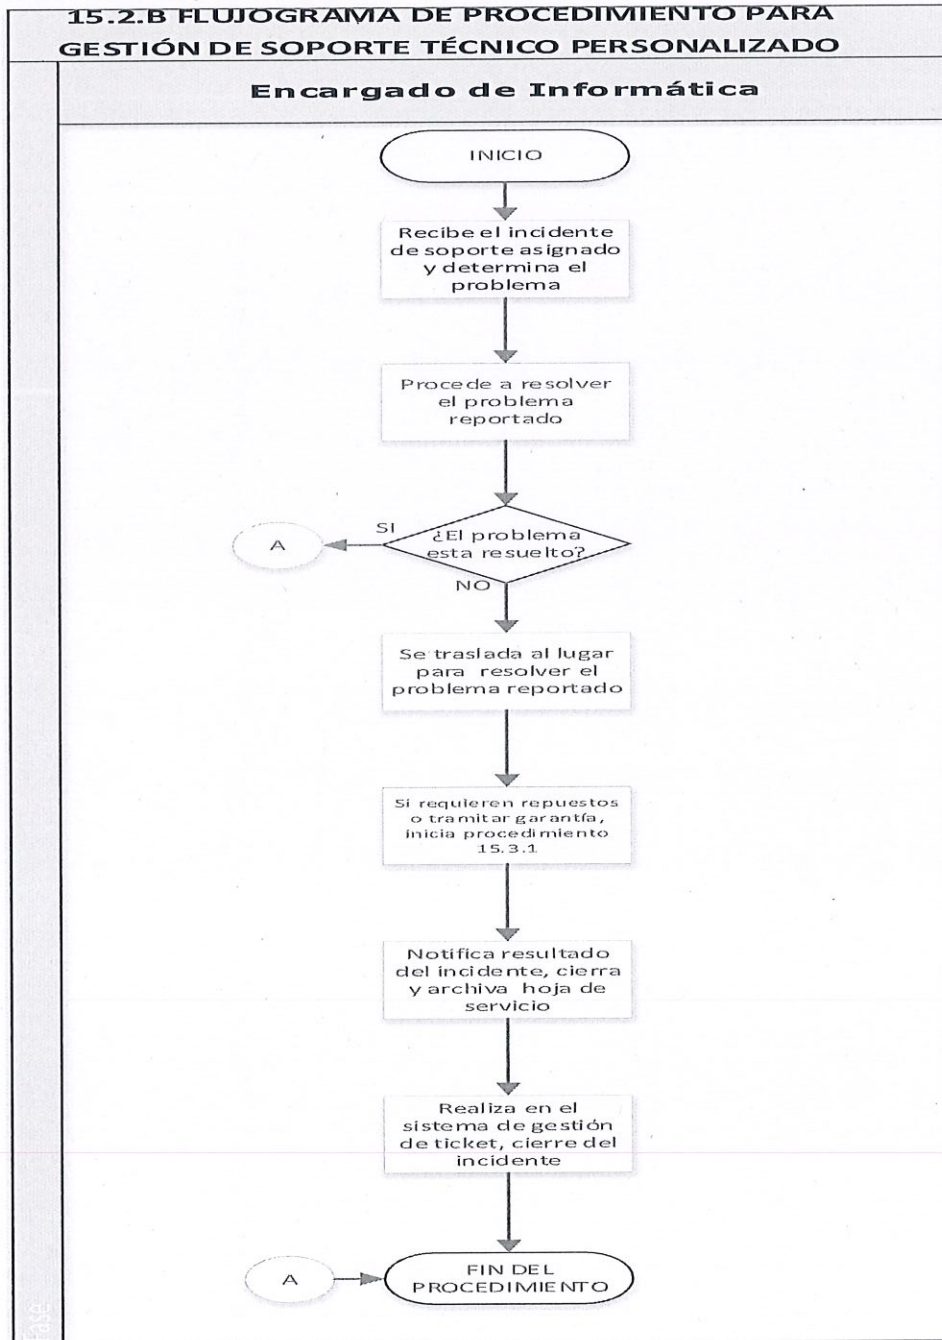 15.2.B FLUJOGRAMA DE PROCEDIMIENTO PARA
GESTIÓN DE SOPORTE TÉCNICO PERSONALIZADO
Encargado de Informática
INICIO
Recibe el incidente
de soporte asignado
y determina el
problema
Procede a resolver
el problema
reportado
¿El problema
esta resuelto?
SI
A
NO
Se traslada al lugar
para resolver el
problema reportado
Si requieren repuestos
o tramitar garantía,
inicia procedimiento
15.3.1
Notifica resultado
del incidente, cierra
y archiva hoja de
servicio
Realiza en el
sistema de gestión
de ticket, cierre del
incidente
A
FIN DEL
PROCEDIMIENTO
Fase